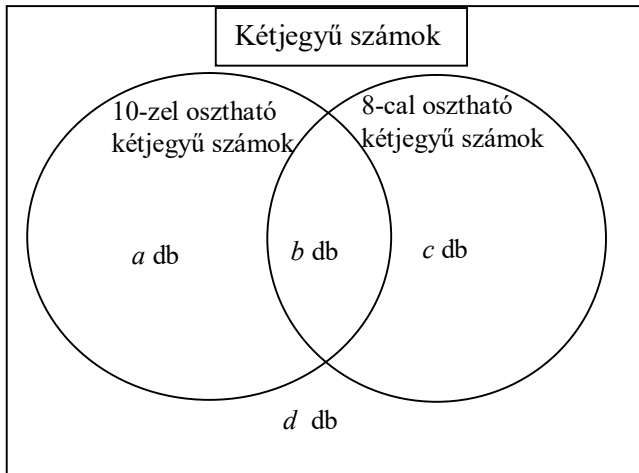 Kétjegyű számok
10-zel osztható
kétjegyű számok
8-cal osztható
kétjegyű számok
a db
b db
c db
d db